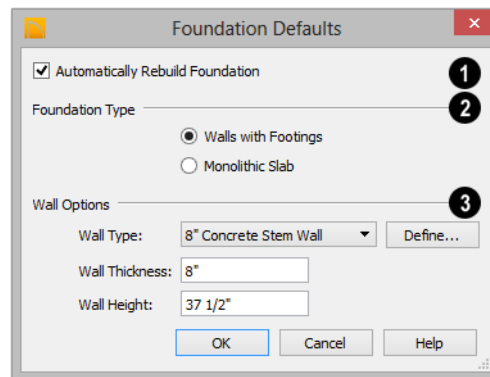 Foundation Defaults
×
Automatically Rebuild Foundation 1
Foundation Type 2
Walls with Footings
Monolithic Slab
Wall Options 3
Wall Type: 8" Concrete Stem Wall Define...
Wall Thickness: 8"
Wall Height: 37 1/2"
OK Cancel Help